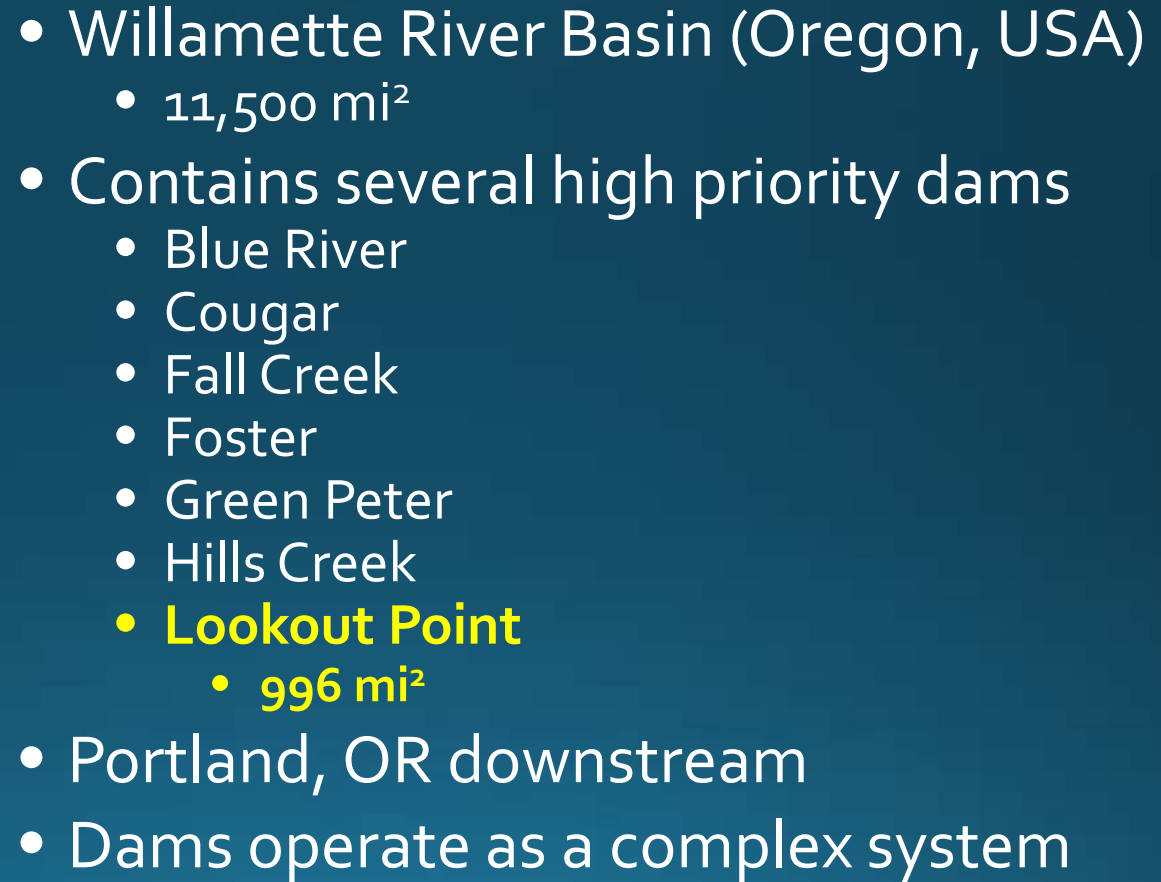 • Willamette River Basin (Oregon, USA)
• 11,500 mi²
• Contains several high priority dams
• Blue River
• Cougar
• Fall Creek
• Foster
• Green Peter
• Hills Creek
• Lookout Point
• 996 mi²
• Portland, OR downstream
• Dams operate as a complex system